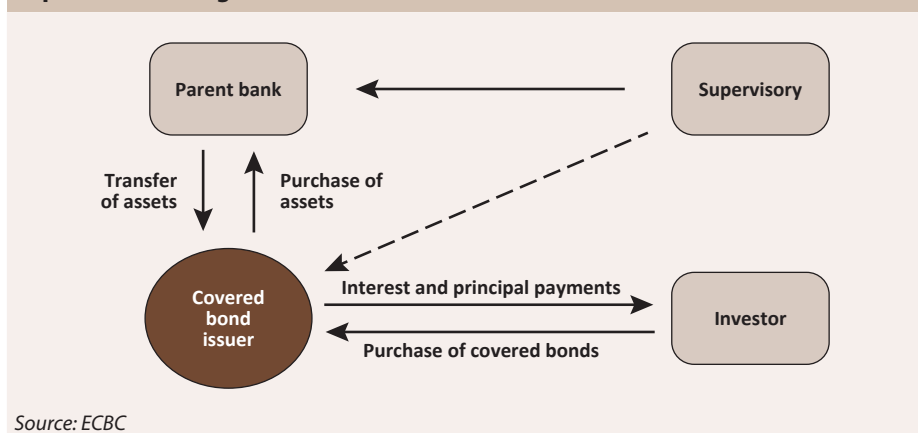 Parent bank
Supervisory
Transfer
of assets
Purchase of
assets
Covered
bond
issuer
Interest and principal payments
Investor
Purchase of covered bonds
Source: ECBC